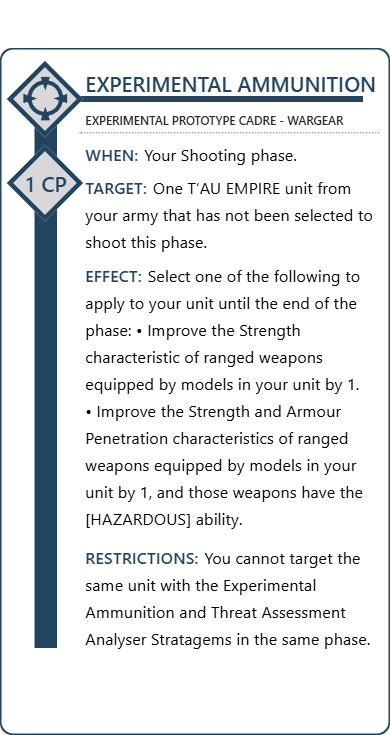 EXPERIMENTAL AMMUNITION
EXPERIMENTAL PROTOTYPE CADRE - WARGEAR
WHEN: Your Shooting phase.
1 CP
TARGET: One T’AU EMPIRE unit from
your army that has not been selected to
shoot this phase.
EFFECT: Select one of the following to
apply to your unit until the end of the
phase: • Improve the Strength
characteristic of ranged weapons
equipped by models in your unit by 1.
• Improve the Strength and Armour
Penetration characteristics of ranged
weapons equipped by models in your
unit by 1, and those weapons have the
[HAZARDOUS] ability.
RESTRICTIONS: You cannot target the
same unit with the Experimental
Ammunition and Threat Assessment
Analyser Stratagems in the same phase.